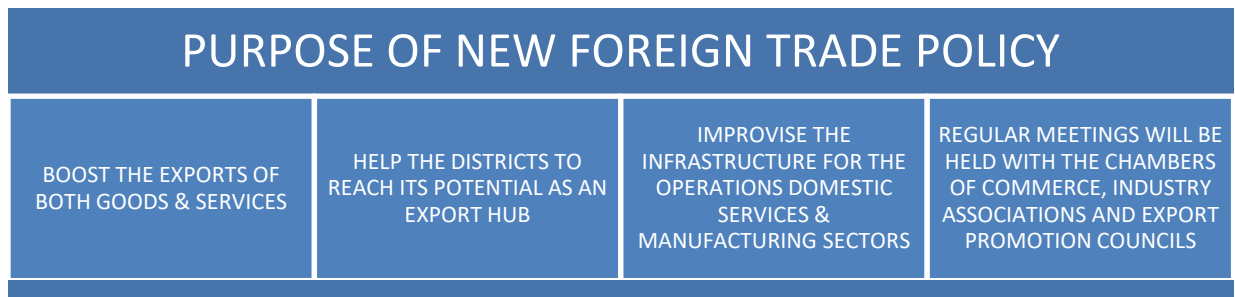 PURPOSE OF NEW FOREIGN TRADE POLICY
BOOST THE EXPORTS OF
BOTH GOODS & SERVICES
HELP THE DISTRICTS TO
REACH ITS POTENTIAL AS AN
EXPORT HUB
IMPROVISE THE
INFRASTRUCTURE FOR THE
OPERATIONS DOMESTIC
SERVICES &
MANUFACTURING SECTORS
REGULAR MEETINGS WILL BE
HELD WITH THE CHAMBERS
OF COMMERCE, INDUSTRY
ASSOCIATIONS AND EXPORT
PROMOTION COUNCILS